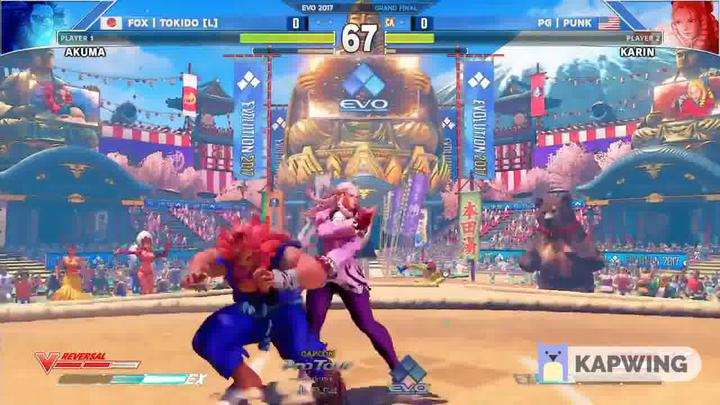 EVO 2017
GRAND FINAL
FOX | TOKIDO [L]
0
CA
0
PG | PUNK
PLAYER 1
67
PLAYER 2
AKUMA
KARIN
EVO
EVOLUTION 2017
EVOLUTION 2017
本田湯
REVERSAL
EX
CAPCOM
PRO TOUR
EVO
KAPWING